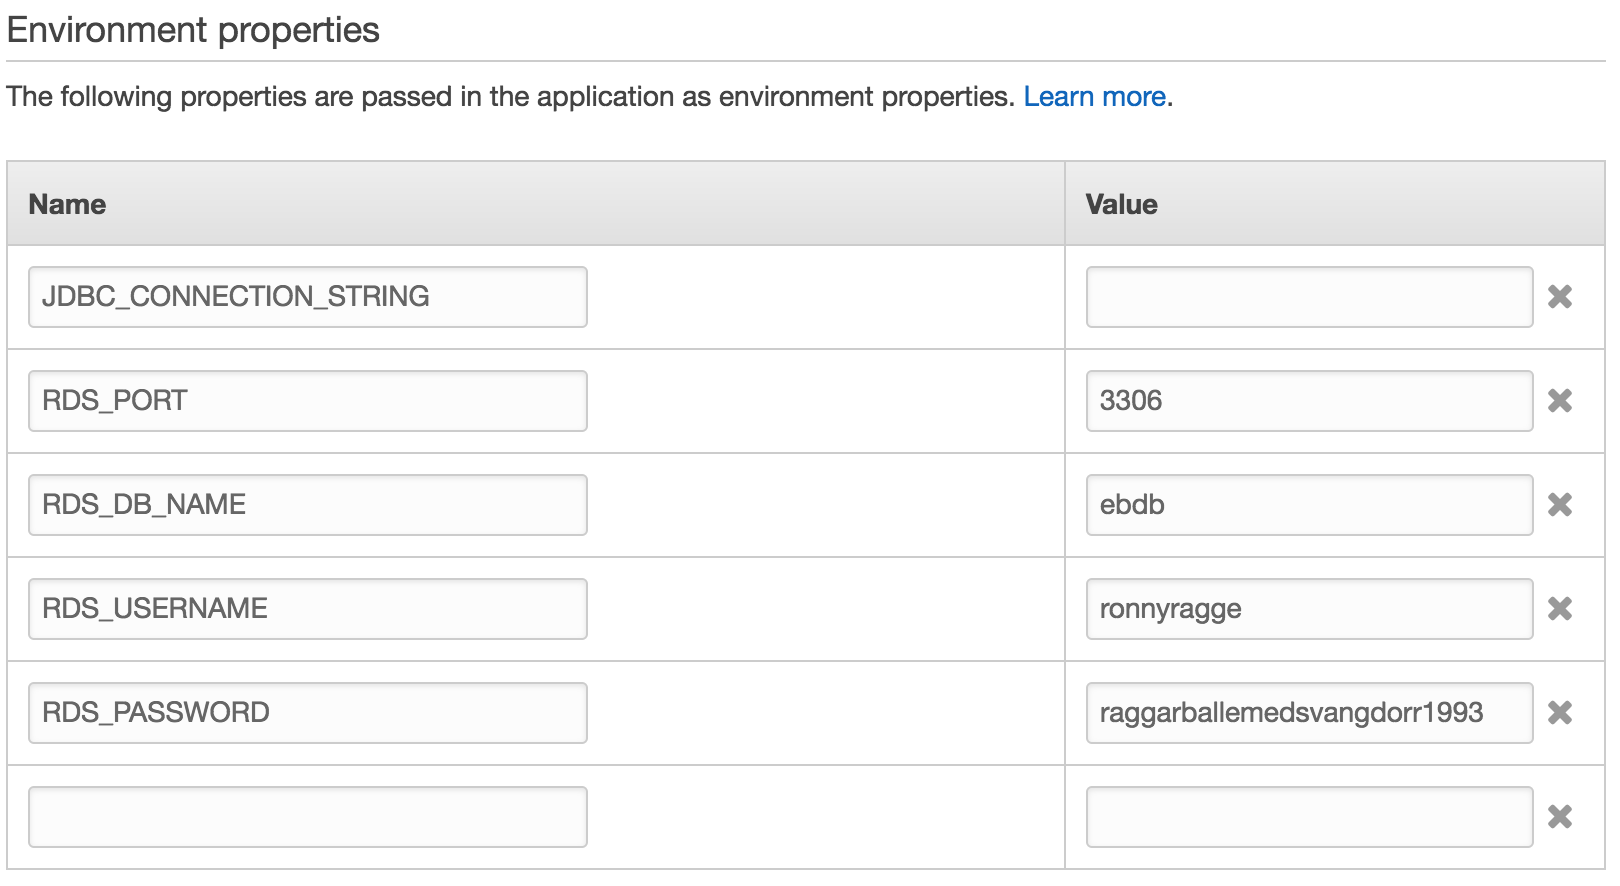 Environment properties
The following properties are passed in the application as environment properties. Learn more.
Name Value
JDBC_CONNECTION_STRING
RDS_PORT 3306
RDS_DB_NAME ebdb
RDS_USERNAME ronnyragge
RDS_PASSWORD raggarballemedsvangdorr1993